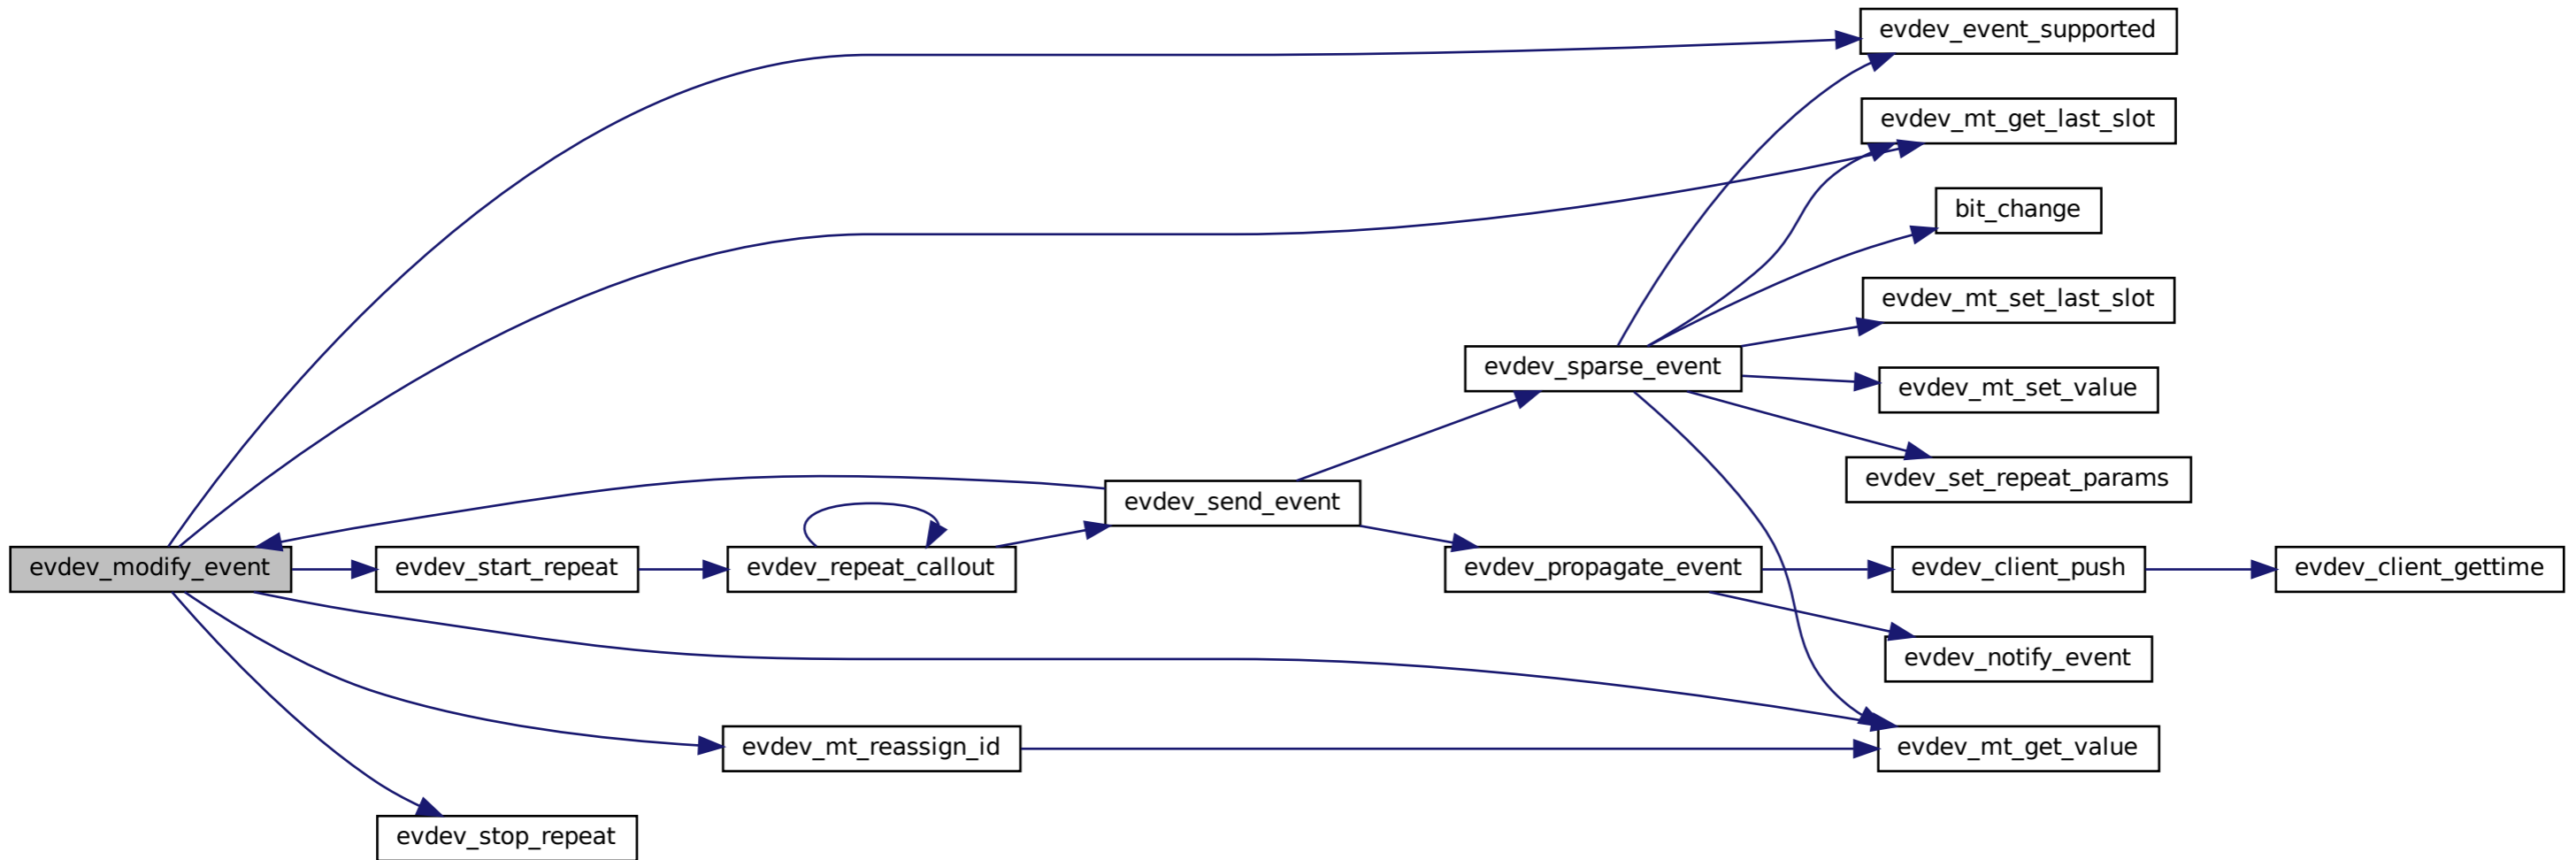 evdev_event_supported
evdev_mt_get_last_slot
bit_change
evdev_mt_set_last_slot
evdev_sparse_event
evdev_mt_set_value
evdev_set_repeat_params
evdev_send_event
evdev_modify_event
evdev_start_repeat
evdev_repeat_callout
evdev_propagate_event
evdev_client_push
evdev_client_gettime
evdev_notify_event
evdev_mt_reassign_id
evdev_mt_get_value
evdev_stop_repeat